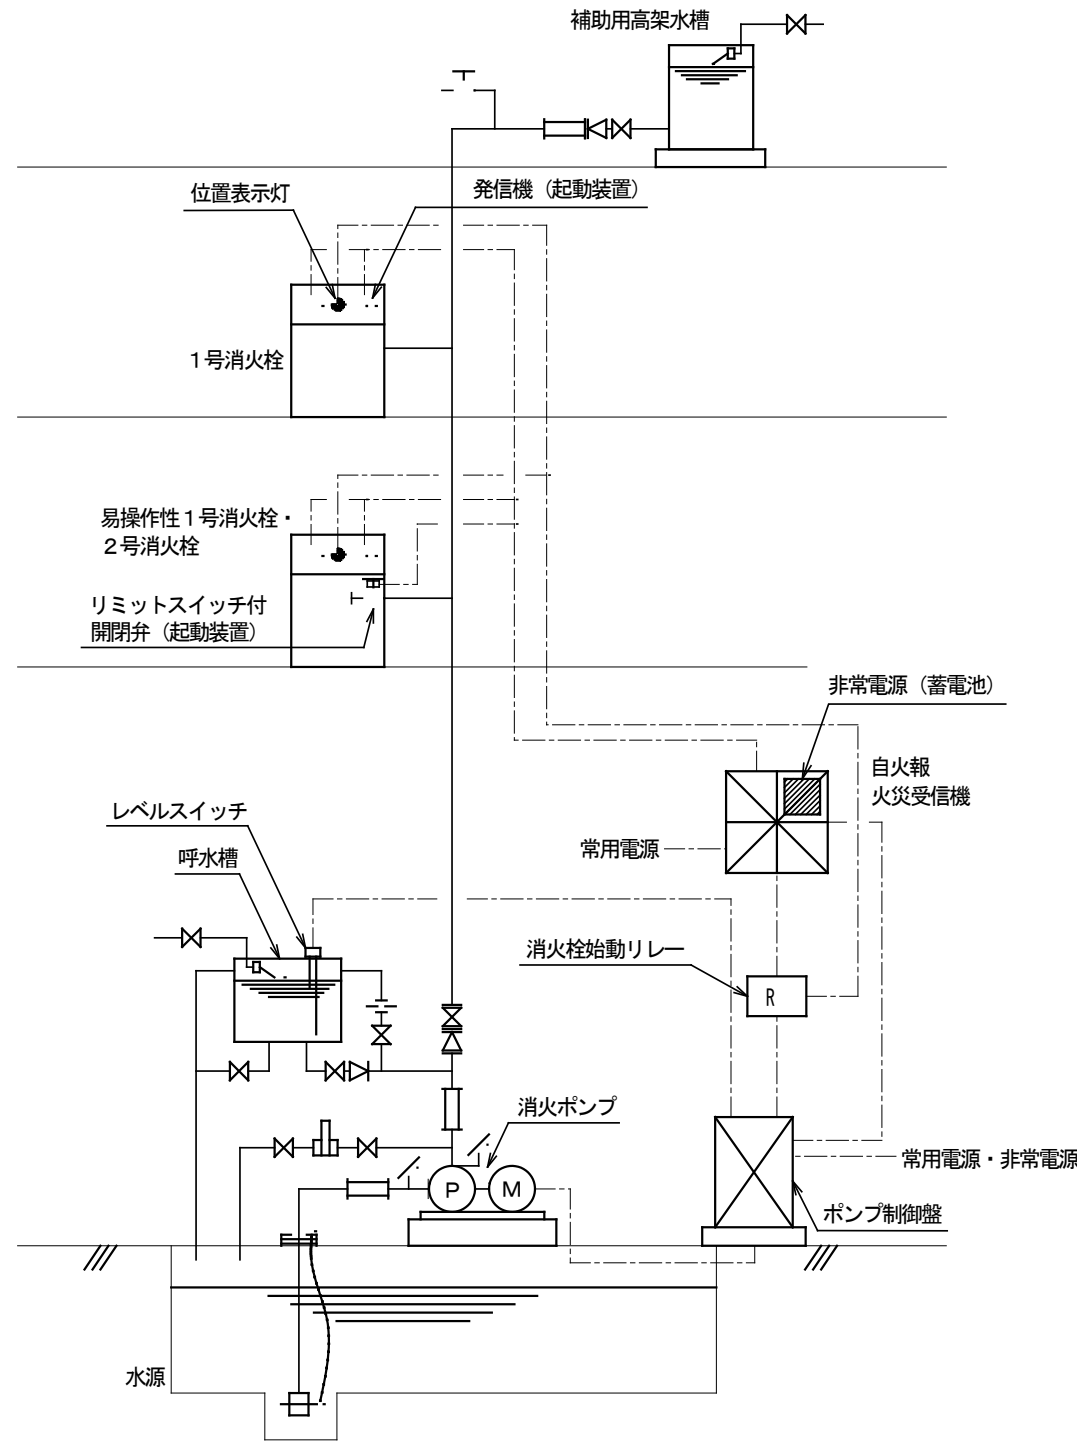 補助用高架水槽
位置表示灯
発信機（起動装置）
１号消火栓
易操作性１号消火栓・
２号消火栓
リミットスイッチ付
開閉弁（起動装置）
非常電源（蓄電池）
自火報
火災受信機
レベルスイッチ
常用電源
呼水槽
消火栓始動リレー
R
消火ポンプ
常用電源・非常電源
P
M
ポンプ制御盤
水源